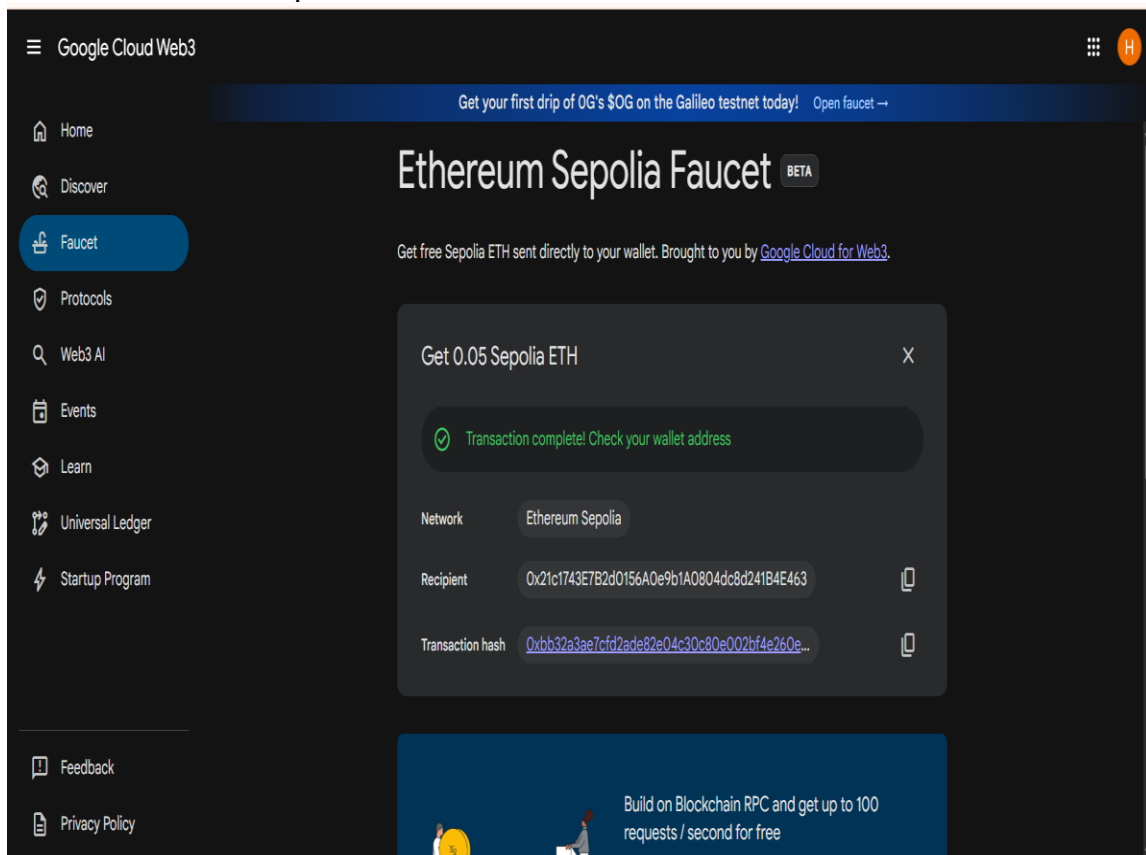 Google Cloud Web3
H
Get your first drip of 0G's $OG on the Galileo testnet today! Open faucet →
Home
Discover
Faucet
Protocols
Web3 AI
Events
Learn
Universal Ledger
Startup Program
Feedback
Privacy Policy
Ethereum Sepolia Faucet BETA
Get free Sepolia ETH sent directly to your wallet. Brought to you by Google Cloud for Web3.
Get 0.05 Sepolia ETH
Transaction complete! Check your wallet address
Network Ethereum Sepolia
Recipient 0x21c1743E7B2d0156A0e9b1A0804dc8d241B4E463
Transaction hash 0xbb32a3ae7cfd2ade82e04c30c80e002bf4e260e...
Build on Blockchain RPC and get up to 100
requests / second for free